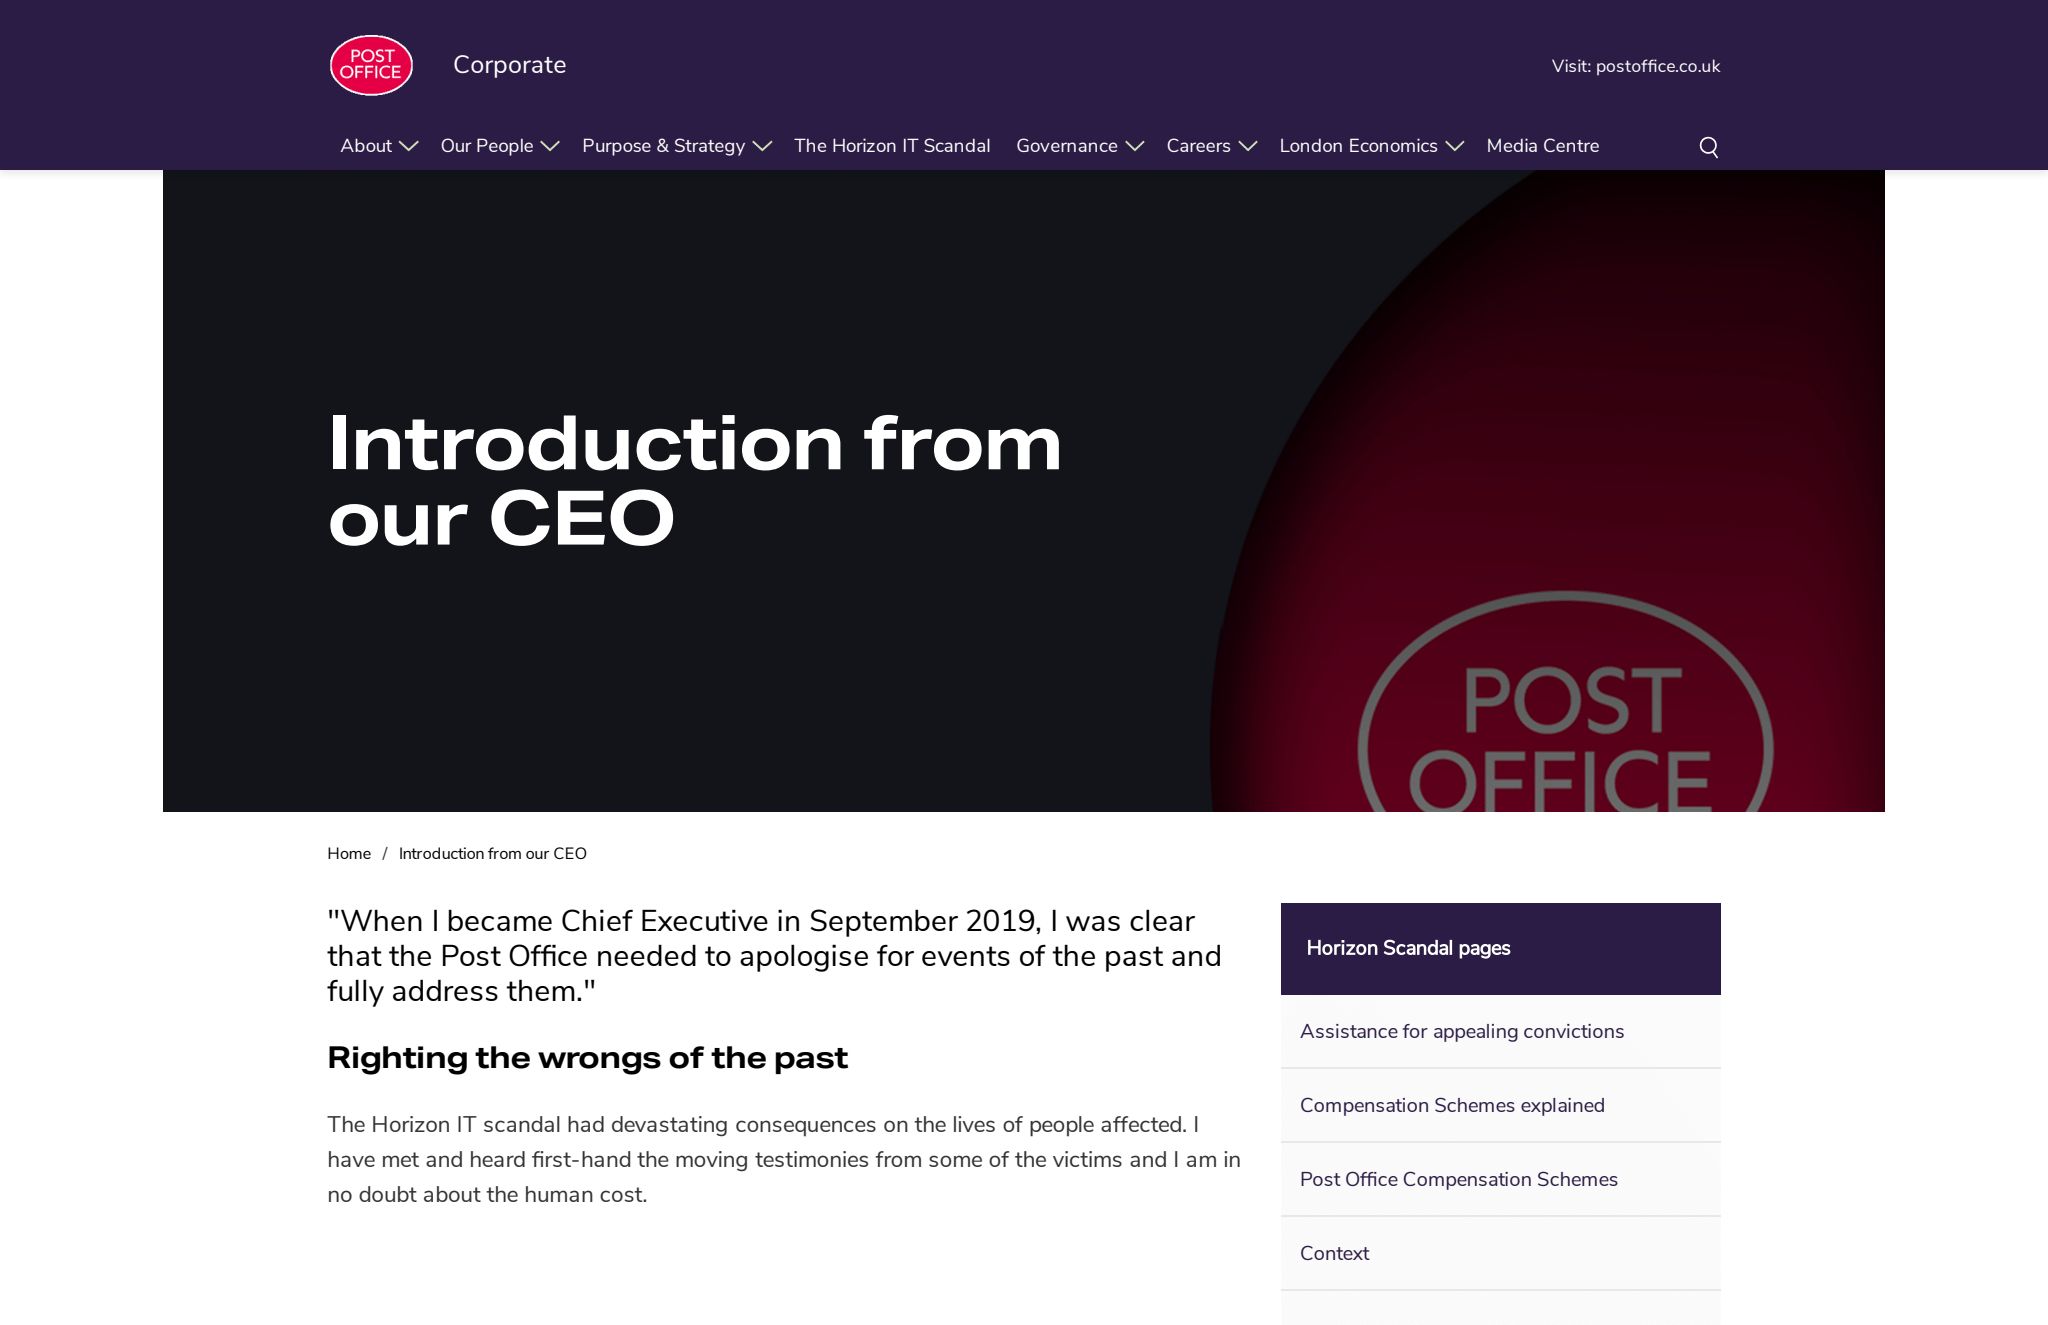 POST
OFFICE
Corporate
Visit: postoffice.co.uk
About
Our People
Purpose & Strategy
The Horizon IT Scandal
Governance
Careers
London Economics
Media Centre
Introduction from
our CEO
POST
OFFICE
Home / Introduction from our CEO
"When I became Chief Executive in September 2019, I was clear
that the Post Office needed to apologise for events of the past and
fully address them."
Righting the wrongs of the past
The Horizon IT scandal had devastating consequences on the lives of people affected. I
have met and heard first-hand the moving testimonies from some of the victims and I am in
no doubt about the human cost.
Horizon Scandal pages
Assistance for appealing convictions
Compensation Schemes explained
Post Office Compensation Schemes
Context